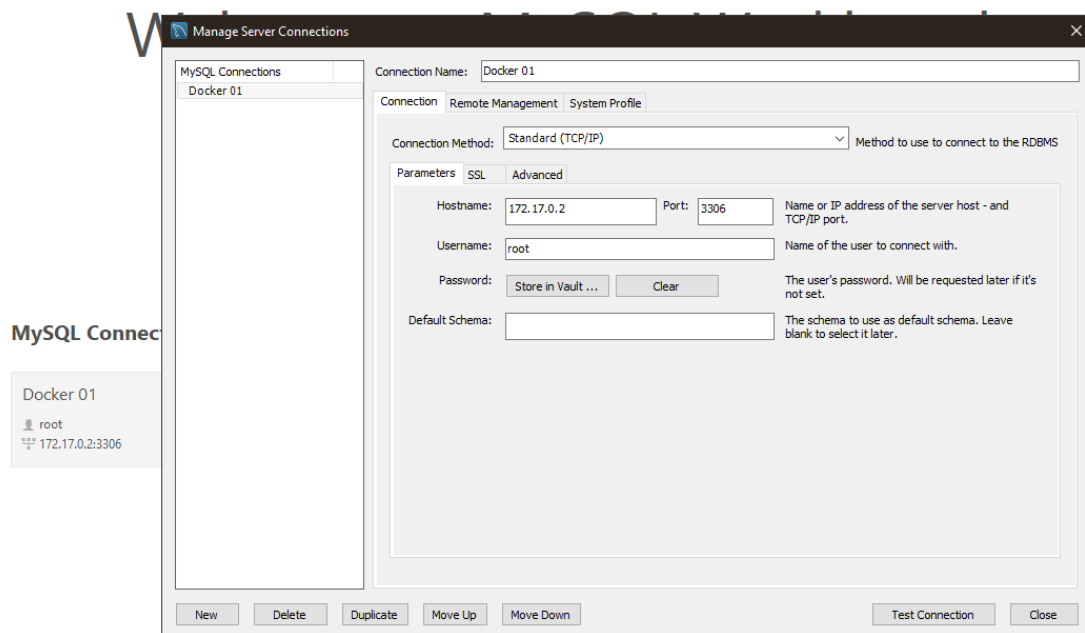 Manage Server Connections
MySQL Connections
Docker 01
Connection Name: Docker 01
Connection Remote Management System Profile
Connection Method: Standard (TCP/IP) Method to use to connect to the RDBMS
Parameters SSL Advanced
Hostname: 172.17.0.2 Port: 3306 Name or IP address of the server host - and
TCP/IP port.
Username: root Name of the user to connect with.
Password: Store in Vault ... Clear The user's password. Will be requested later if it's
not set.
Default Schema: The schema to use as default schema. Leave
blank to select it later.
MySQL Connec
Docker 01
root
172.17.0.2:3306
New Delete Duplicate Move Up Move Down Test Connection Close